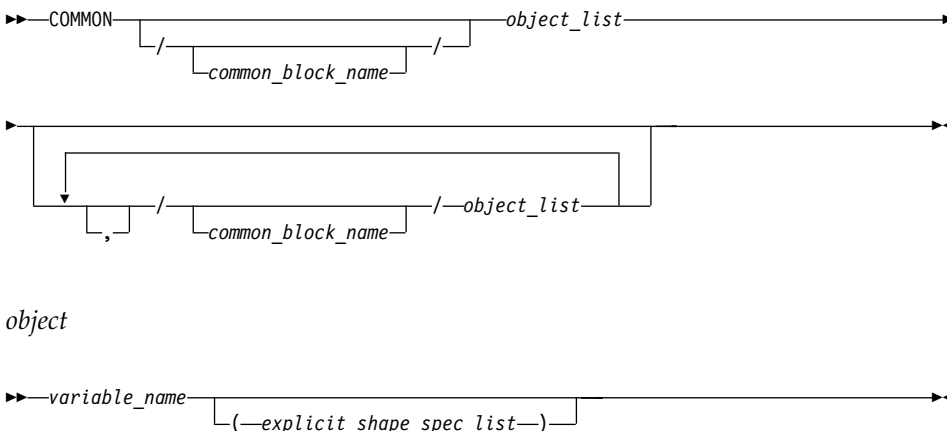 COMMON / common_block_name / object_list
, / common_block_name / object_list
object
variable_name ( explicit_shape_spec_list )